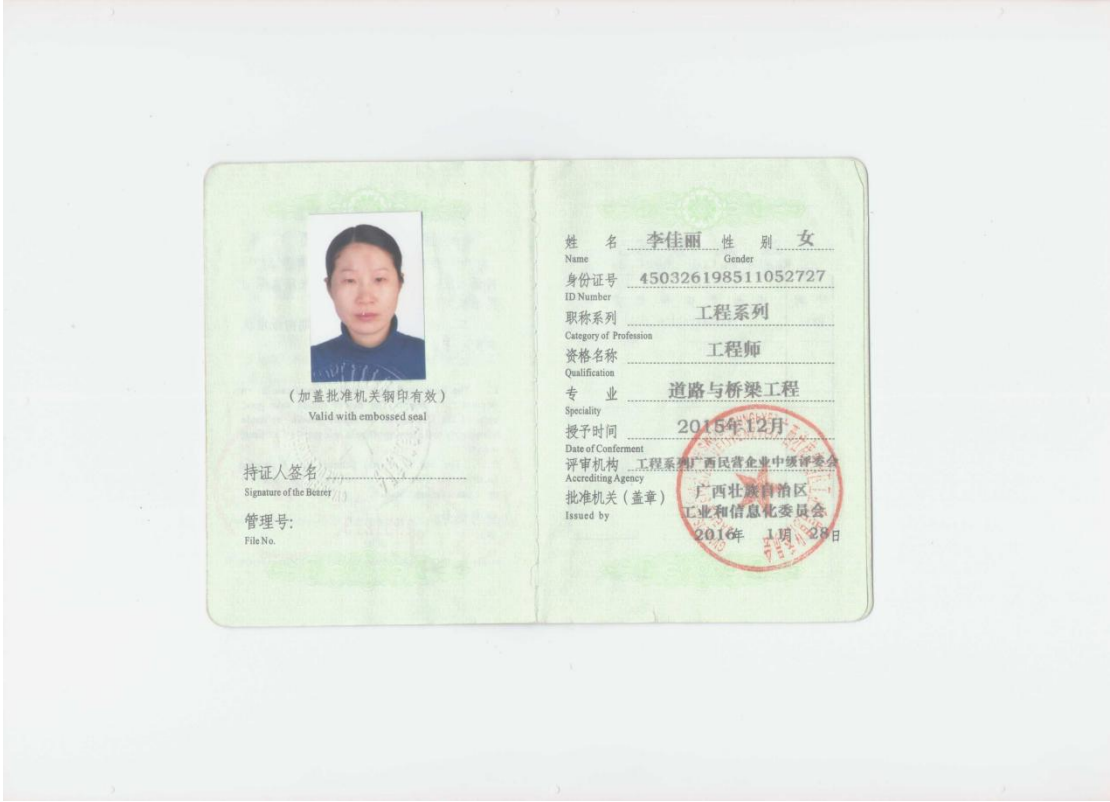 (加盖批准机关钢印有效)
Valid with embossed seal
持证人签名
Signature of the Bearer
管理号:
File No.
姓 名 李佳丽 性 别 女
Name Gender
身份证号 450326198511052727
ID Number
职称系列 工程系列
Category of Profession
资格名称 工程师
Qualification
专 业 道路与桥梁工程
Speciality
授予时间 2015年12月
Date of Conferment
评审机构 工程系列广西民营企业中级评委会
Accrediting Agency
批准机关(盖章) 广西壮族自治区
Issued by 工业和信息化委员会
2016年 11月 28日